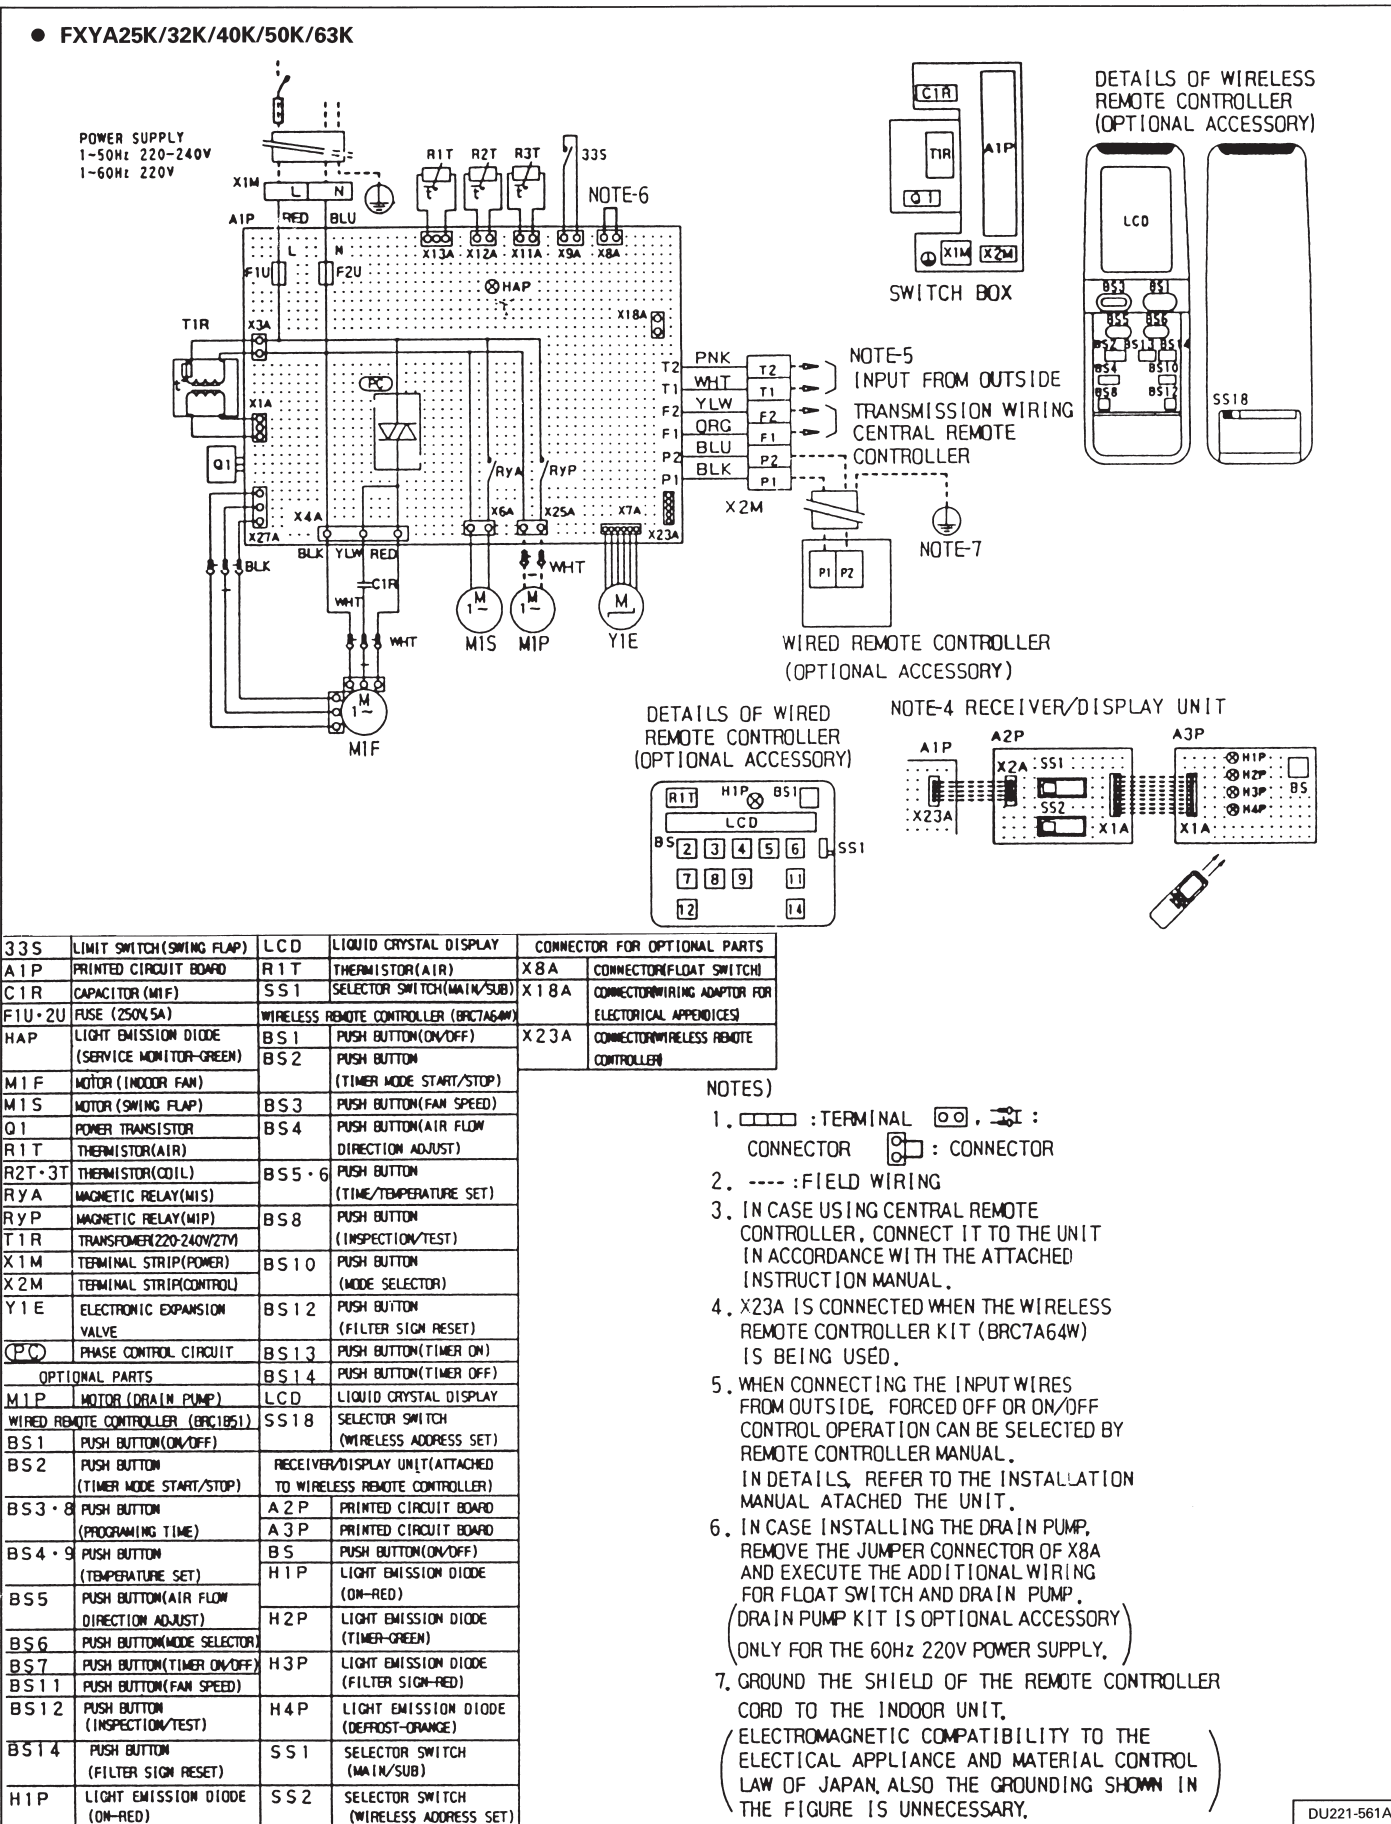 ● FXYA25K/32K/40K/50K/63K
POWER SUPPLY
1~50Hz 220-240V
1~60Hz 220V
X1M
L
N
A1P
RED
BLU
L
N
F1U
F2U
R1T
R2T
R3T
33S
NOTE-6
t°
t°
t°
X13A
X12A
X11A
X9A
X8A
HAP
X18A
T1R
X3A
t°
X1A
PC
Q1
X27A
X4A
RyA
RyP
X6A
X25A
X7A
X23A
T2
T1
F2
F1
P2
P1
PNK
WHT
YLW
ORG
BLU
BLK
T2
T1
F2
F1
P2
P1
X2M
NOTE-5
INPUT FROM OUTSIDE
TRANSMISSION WIRING
CENTRAL REMOTE
CONTROLLER
BLK
YLW
RED
BLK
C1R
WHT
WHT
WHT
M
1~
M1F
M
1~
M1S
M
1~
M1P
M
Y1E
NOTE-7
P1
P2
WIRED REMOTE CONTROLLER
(OPTIONAL ACCESSORY)
C1R
T1R
A1P
Q1
X1M
X2M
SWITCH BOX
DETAILS OF WIRELESS
REMOTE CONTROLLER
(OPTIONAL ACCESSORY)
LCD
BS3
BS1
BS5
BS6
BS2
BS13
BS14
BS4
BS10
BS8
BS12
SS18
DETAILS OF WIRED
REMOTE CONTROLLER
(OPTIONAL ACCESSORY)
R1T
H1P
BS1
LCD
BS
2 3 4 5 6
SS1
7 8 9 11
12 14
NOTE-4 RECEIVER/DISPLAY UNIT
A1P
X23A
A2P
X2A
SS1
SS2
X1A
A3P
X1A
H1P
H2P
H3P
H4P
BS
33S LIMIT SWITCH(SWING FLAP)
A1P PRINTED CIRCUIT BOARD
C1R CAPACITOR(M1F)
F1U·2U FUSE (250V,5A)
HAP LIGHT EMISSION DIODE
(SERVICE MONITOR-GREEN)
M1F MOTOR(INDOOR FAN)
M1S MOTOR(SWING FLAP)
Q1 POWER TRANSISTOR
R1T THERMISTOR(AIR)
R2T·3T THERMISTOR(COIL)
RyA MAGNETIC RELAY(M1S)
RyP MAGNETIC RELAY(M1P)
T1R TRANSFOMER(220-240V/27V)
X1M TERMINAL STRIP(POWER)
X2M TERMINAL STRIP(CONTROL)
Y1E ELECTRONIC EXPANSION
VALVE
PC PHASE CONTROL CIRCUIT
OPTIONAL PARTS
M1P MOTOR(DRAIN PUMP)
WIRED REMOTE CONTROLLER (BRC1B51)
BS1 PUSH BUTTON(ON/OFF)
BS2 PUSH BUTTON
(TIMER MODE START/STOP)
BS3·8 PUSH BUTTON
(PROGRAMING TIME)
BS4·9 PUSH BUTTON
(TEMPERATURE SET)
BS5 PUSH BUTTON(AIR FLOW
DIRECTION ADJUST)
BS6 PUSH BUTTON(MODE SELECTOR)
BS7 PUSH BUTTON(TIMER ON/OFF)
BS11 PUSH BUTTON(FAN SPEED)
BS12 PUSH BUTTON
(INSPECTION/TEST)
BS14 PUSH BUTTON
(FILTER SIGN RESET)
H1P LIGHT EMISSION DIODE
(ON-RED)
LCD LIQUID CRYSTAL DISPLAY
R1T THERMISTOR(AIR)
SS1 SELECTOR SWITCH(MAIN/SUB)
WIRELESS REMOTE CONTROLLER (BRC7A64W)
BS1 PUSH BUTTON(ON/OFF)
BS2 PUSH BUTTON
(TIMER MODE START/STOP)
BS3 PUSH BUTTON(FAN SPEED)
BS4 PUSH BUTTON(AIR FLOW
DIRECTION ADJUST)
BS5·6 PUSH BUTTON
(TIME/TEMPERATURE SET)
BS8 PUSH BUTTON
(INSPECTION/TEST)
BS10 PUSH BUTTON
(MODE SELECTOR)
BS12 PUSH BUTTON
(FILTER SIGN RESET)
BS13 PUSH BUTTON(TIMER ON)
BS14 PUSH BUTTON(TIMER OFF)
LCD LIQUID CRYSTAL DISPLAY
SS18 SELECTOR SWITCH
(WIRELESS ADDRESS SET)
RECEIVER/DISPLAY UNIT(ATTACHED
TO WIRELESS REMOTE CONTROLLER)
A2P PRINTED CIRCUIT BOARD
A3P PRINTED CIRCUIT BOARD
BS PUSH BUTTON(ON/OFF)
H1P LIGHT EMISSION DIODE
(ON-RED)
H2P LIGHT EMISSION DIODE
(TIMER-GREEN)
H3P LIGHT EMISSION DIODE
(FILTER SIGN-RED)
H4P LIGHT EMISSION DIODE
(DEFROST-ORANGE)
SS1 SELECTOR SWITCH
(MAIN/SUB)
SS2 SELECTOR SWITCH
(WIRELESS ADDRESS SET)
CONNECTOR FOR OPTIONAL PARTS
X8A CONNECTOR(FLOAT SWITCH)
X18A CONNECTOR(WIRING ADAPTOR FOR
ELECTORICAL APPENDICES)
X23A CONNECTOR(WIRELESS REMOTE
CONTROLLER)
NOTES)
1. :TERMINAL , :
CONNECTOR : CONNECTOR
2. ---- :FIELD WIRING
3. IN CASE USING CENTRAL REMOTE
CONTROLLER, CONNECT IT TO THE UNIT
IN ACCORDANCE WITH THE ATTACHED
INSTRUCTION MANUAL.
4. X23A IS CONNECTED WHEN THE WIRELESS
REMOTE CONTROLLER KIT (BRC7A64W)
IS BEING USED.
5. WHEN CONNECTING THE INPUT WIRES
FROM OUTSIDE, FORCED OFF OR ON/OFF
CONTROL OPERATION CAN BE SELECTED BY
REMOTE CONTROLLER MANUAL.
IN DETAILS, REFER TO THE INSTALLATION
MANUAL ATACHED THE UNIT.
6. IN CASE INSTALLING THE DRAIN PUMP,
REMOVE THE JUMPER CONNECTOR OF X8A
AND EXECUTE THE ADDITIONAL WIRING
FOR FLOAT SWITCH AND DRAIN PUMP.
(DRAIN PUMP KIT IS OPTIONAL ACCESSORY
ONLY FOR THE 60Hz 220V POWER SUPPLY.)
7. GROUND THE SHIELD OF THE REMOTE CONTROLLER
CORD TO THE INDOOR UNIT.
(ELECTROMAGNETIC COMPATIBILITY TO THE
ELECTICAL APPLIANCE AND MATERIAL CONTROL
LAW OF JAPAN, ALSO THE GROUNDING SHOWN IN
THE FIGURE IS UNNECESSARY.)
DU221-561A